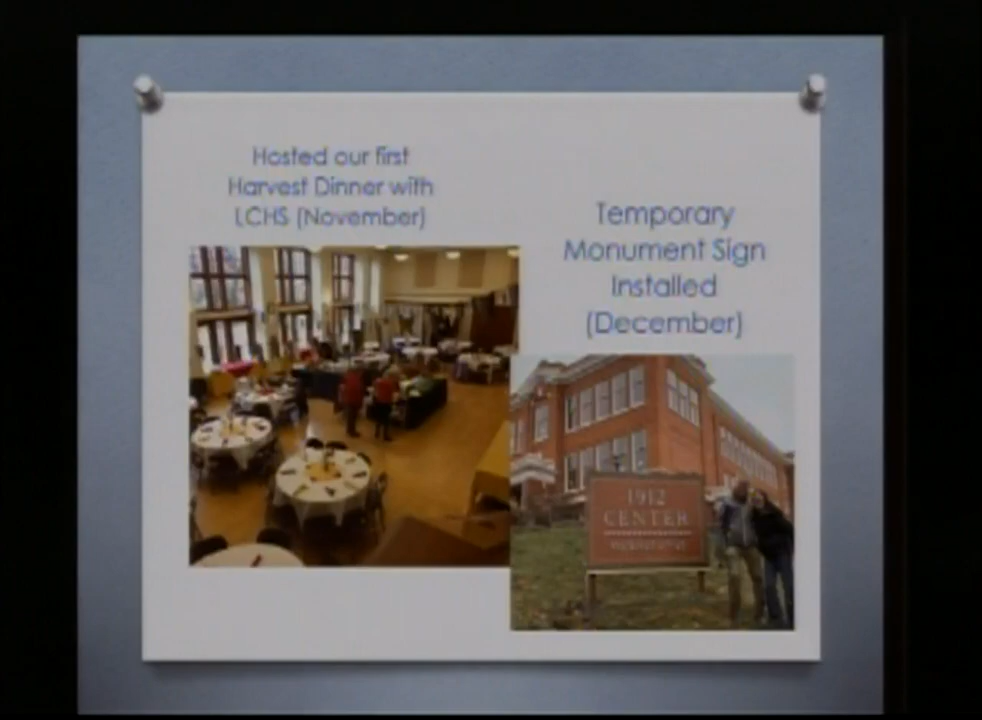 Hosted our first
Harvest Dinner with
LCHS (November)
Temporary
Monument Sign
Installed
(December)
1912
CENTER